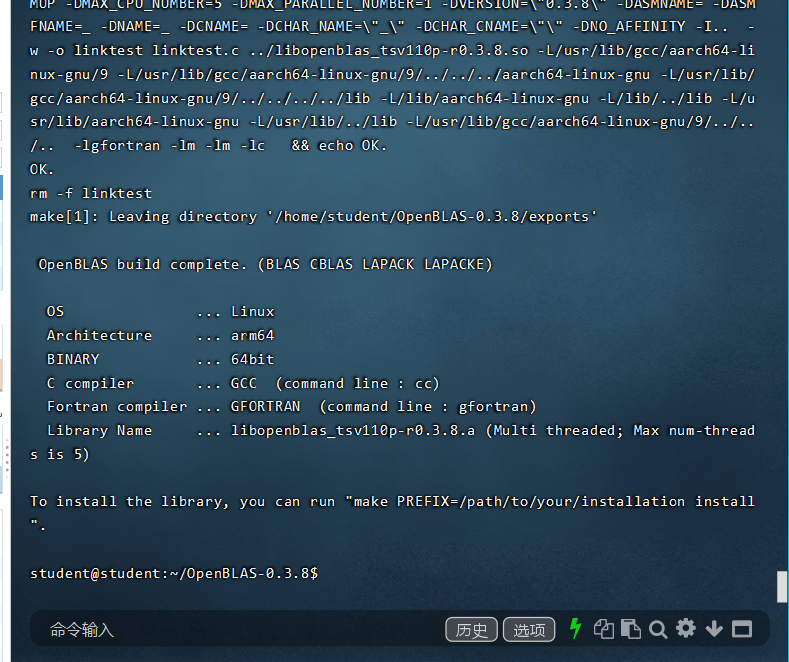 MUP -DMAX_CPU_NUMBER=5 -DMAX_PARALLEL_NUMBER=1 -DVERSION=\"0.3.8\" -DASMNAME= -DASM
FNAME=_ -DNAME=_ -DCNAME= -DCHAR_NAME=\"_\" -DCHAR_CNAME=\"\" -DNO_AFFINITY -I..  -
w -o linktest linktest.c ../libopenblas_tsv110p-r0.3.8.so -L/usr/lib/gcc/aarch64-li
nux-gnu/9 -L/usr/lib/gcc/aarch64-linux-gnu/9/../../../aarch64-linux-gnu -L/usr/lib/
gcc/aarch64-linux-gnu/9/../../../../lib -L/lib/aarch64-linux-gnu -L/lib/../lib -L/u
sr/lib/aarch64-linux-gnu -L/usr/lib/../lib -L/usr/lib/gcc/aarch64-linux-gnu/9/../..
/..  -lgfortran -lm -lm -lc   && echo OK.
OK.
rm -f linktest
make[1]: Leaving directory '/home/student/OpenBLAS-0.3.8/exports'
OpenBLAS build complete. (BLAS CBLAS LAPACK LAPACKE)
OS               ... Linux
Architecture     ... arm64
BINARY           ... 64bit
C compiler       ... GCC  (command line : cc)
Fortran compiler ... GFORTRAN  (command line : gfortran)
Library Name     ... libopenblas_tsv110p-r0.3.8.a (Multi threaded; Max num-thread
s is 5)
To install the library, you can run "make PREFIX=/path/to/your/installation install
".
student@student:~/OpenBLAS-0.3.8$
命令输入 历史 选项